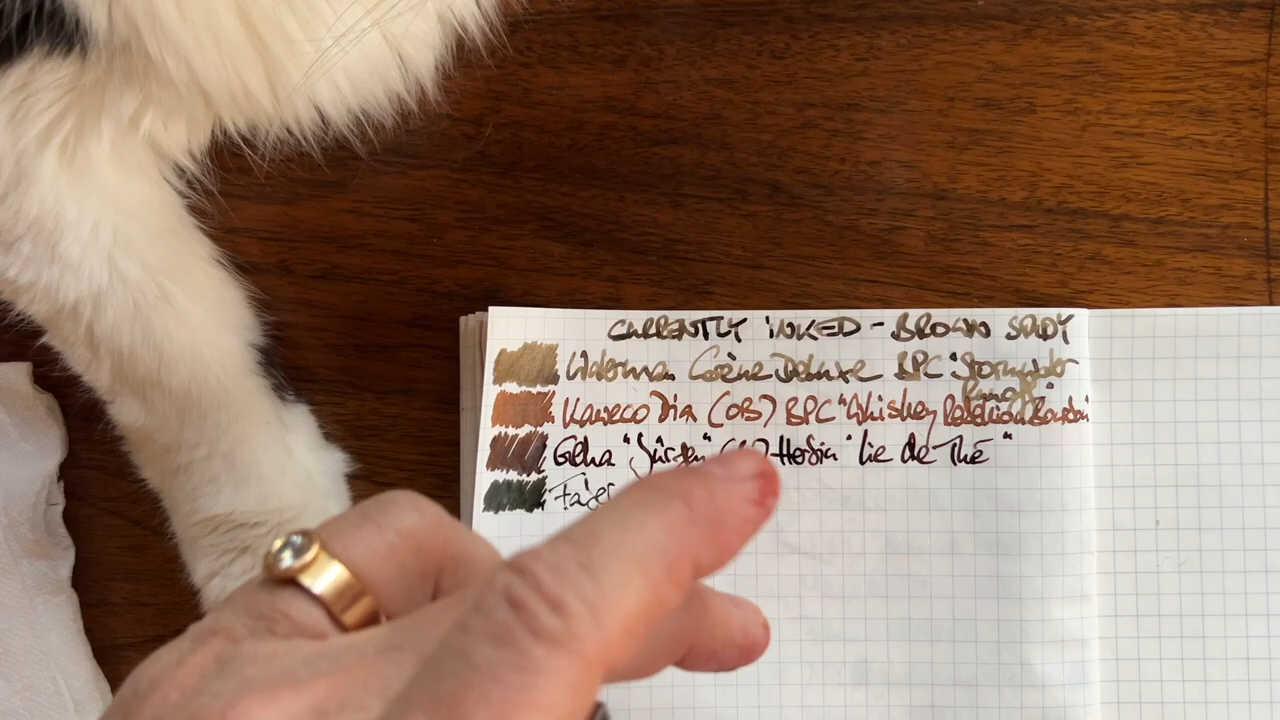 CURRENTLY INKED - BROWN STUDY
Waterman Carène Deluxe BPC "Stormwater
Kaweco Dia (OB) BPC "Whiskey Rebellion Bourbon"
Geha "Jürgen" Herbin "Lie de Thé"